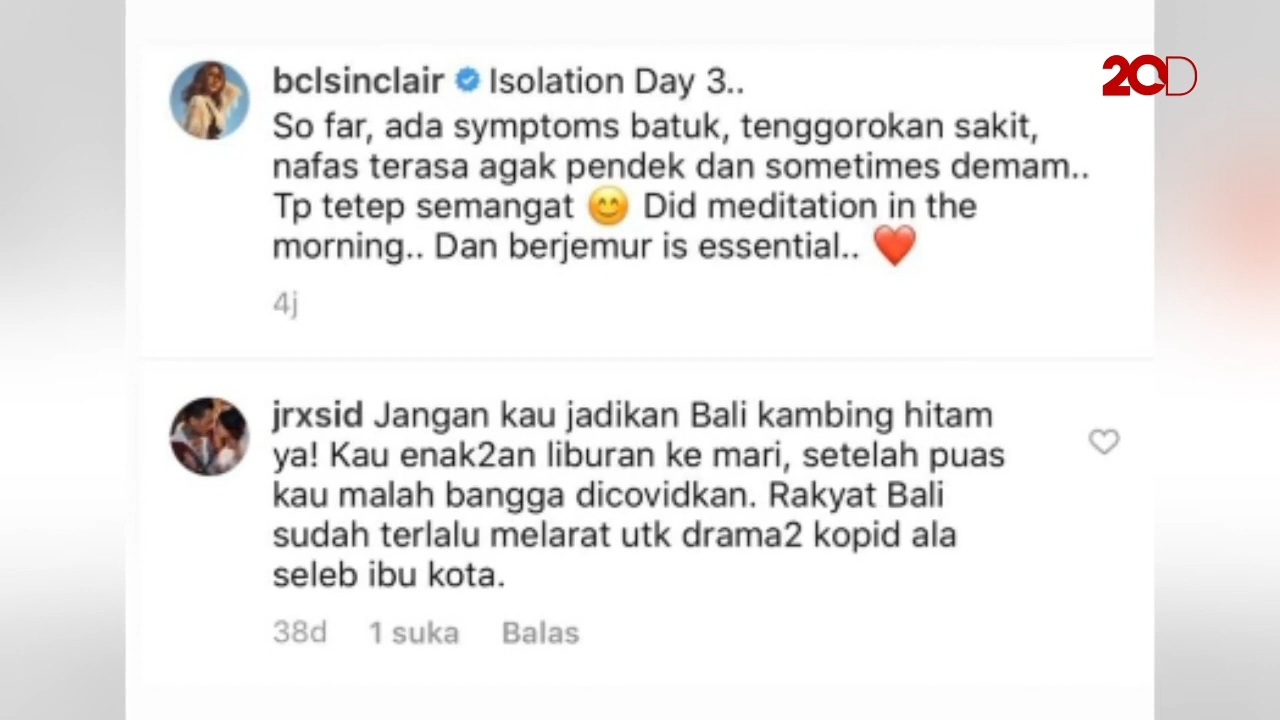 20D
bclsinclair Isolation Day 3..
So far, ada symptoms batuk, tenggorokan sakit,
nafas terasa agak pendek dan sometimes demam..
Tp tetep semangat 😊 Did meditation in the
morning.. Dan berjemur is essential.. ❤️
4j
jrxsid Jangan kau jadikan Bali kambing hitam
ya! Kau enak2an liburan ke mari, setelah puas
kau malah bangga dicovidkan. Rakyat Bali
sudah terlalu melarat utk drama2 kopid ala
seleb ibu kota.
38d 1 suka Balas